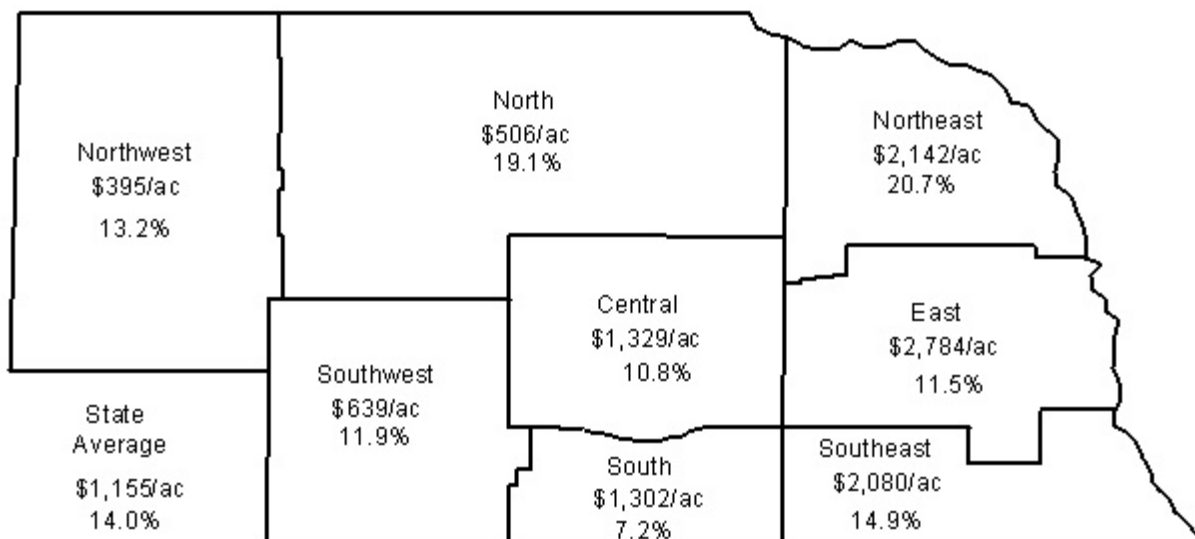 North
$506/ac
19.1%
Northeast
$2,142/ac
20.7%
Northwest
$395/ac
13.2%
Central
$1,329/ac
10.8%
East
$2,784/ac
11.5%
Southwest
$639/ac
11.9%
State
Average
$1,155/ac
14.0%
South
$1,302/ac
7.2%
Southeast
$2,080/ac
14.9%